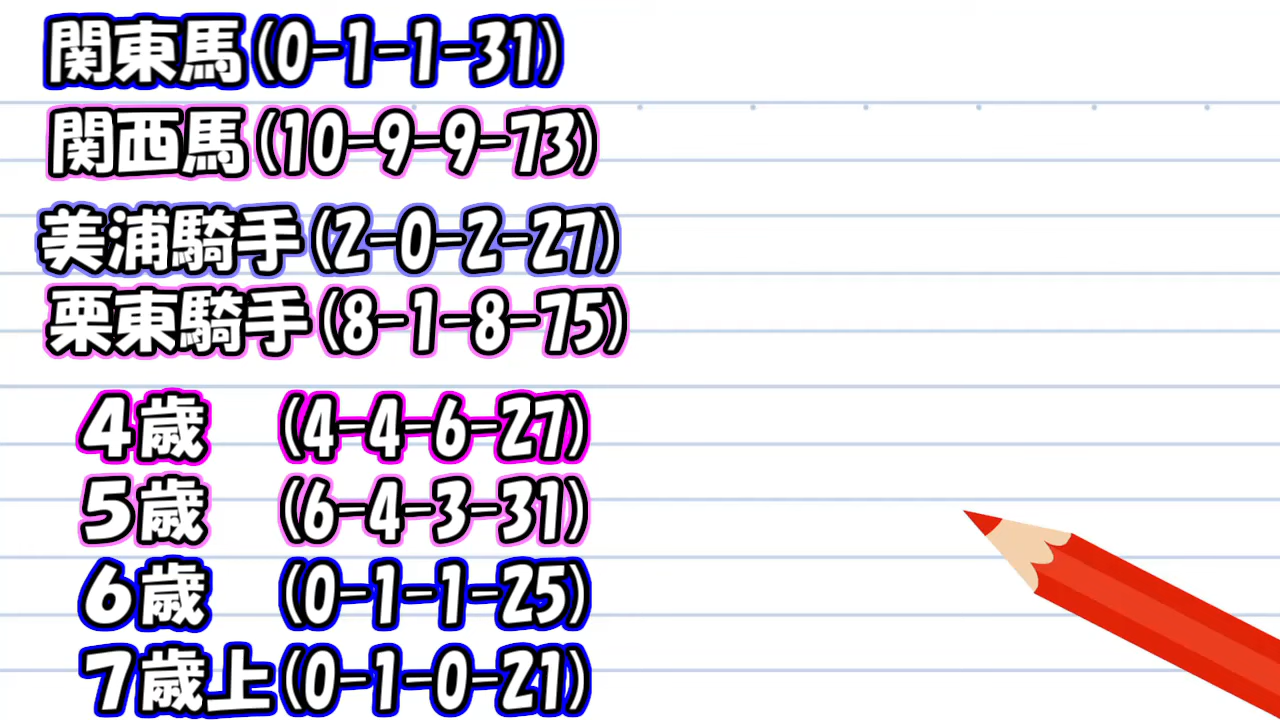 関東馬(0-1-1-31)
関西馬(10-9-9-73)
美浦騎手(2-0-2-27)
栗東騎手(8-1-8-75)
4歳 (4-4-6-27)
5歳 (6-4-3-31)
6歳 (0-1-1-25)
7歳上(0-1-0-21)